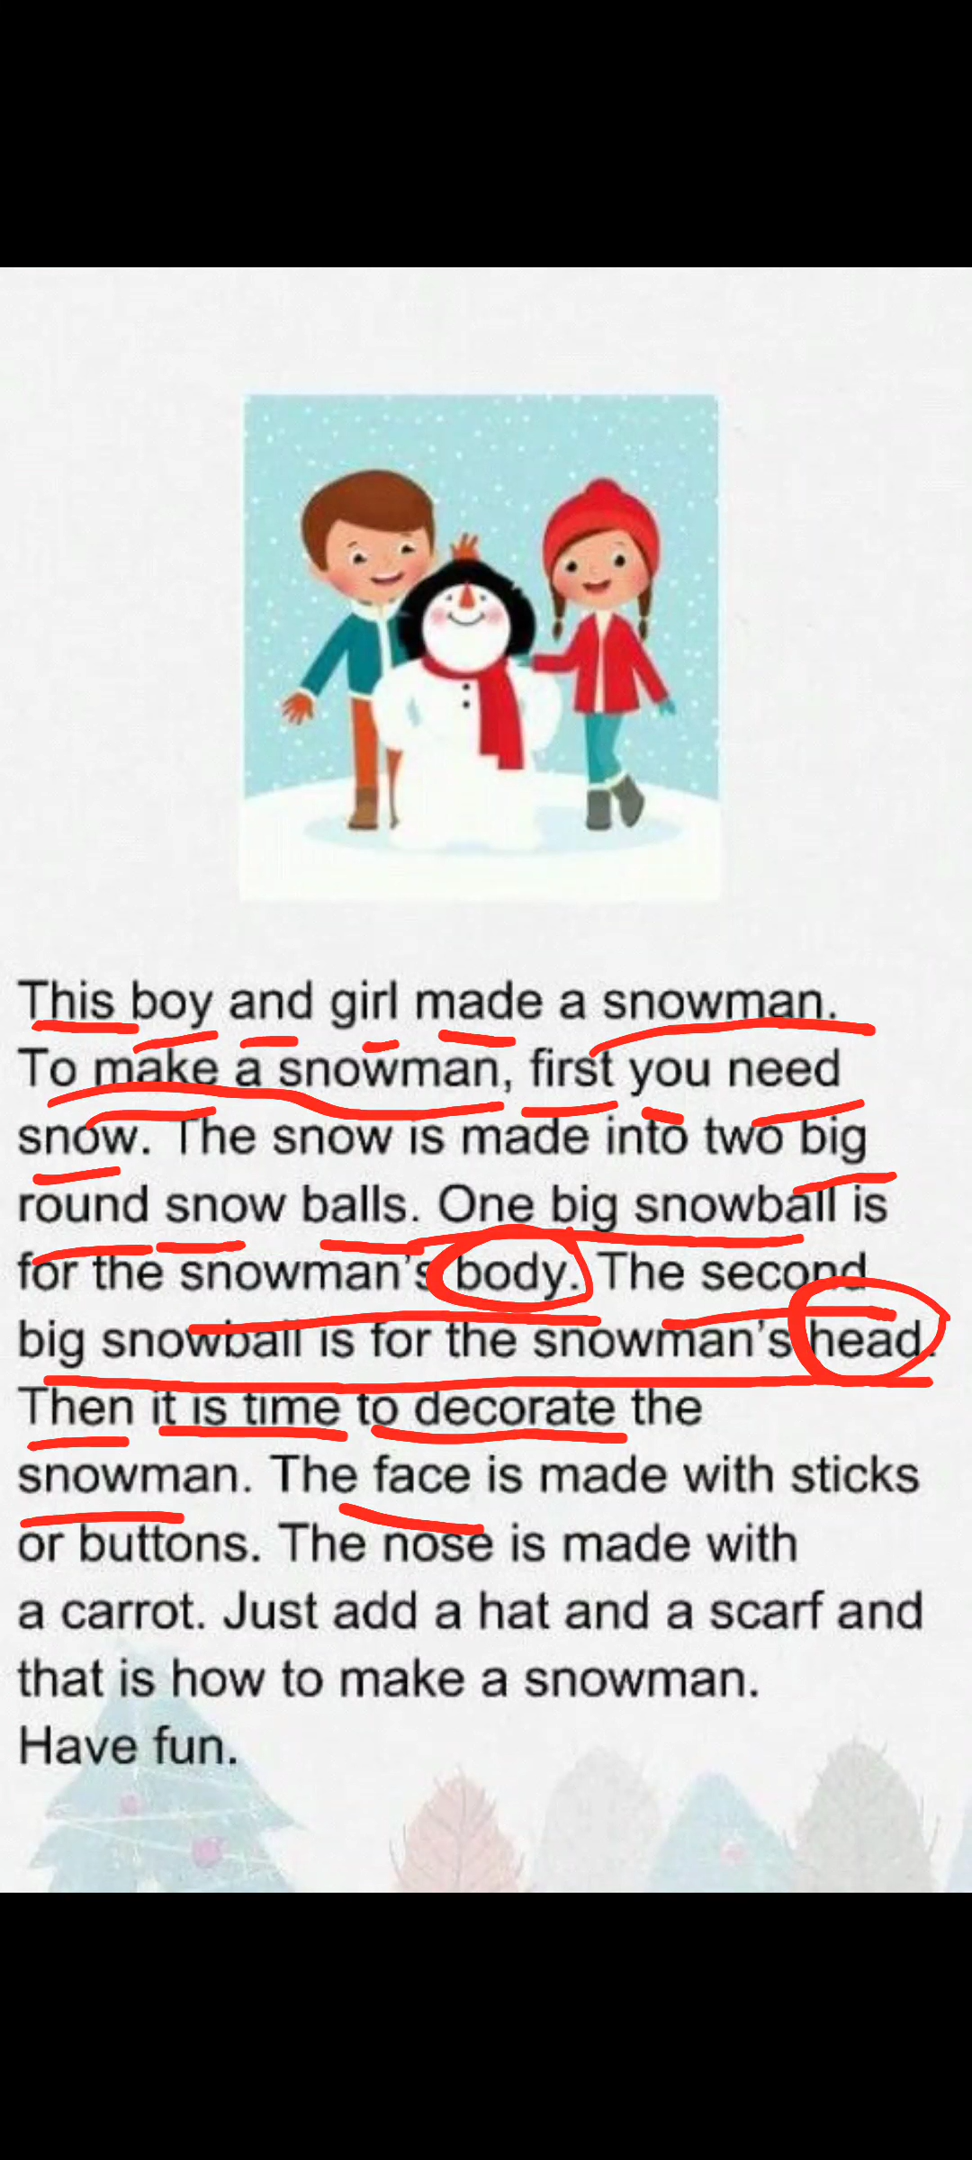 This boy and girl made a snowman.
To make a snowman, first you need
snow. The snow is made into two big
round snow balls. One big snowball is
for the snowman's body. The second
big snowball is for the snowman's head.
Then it is time to decorate the
snowman. The face is made with sticks
or buttons. The nose is made with
a carrot. Just add a hat and a scarf and
that is how to make a snowman.
Have fun.